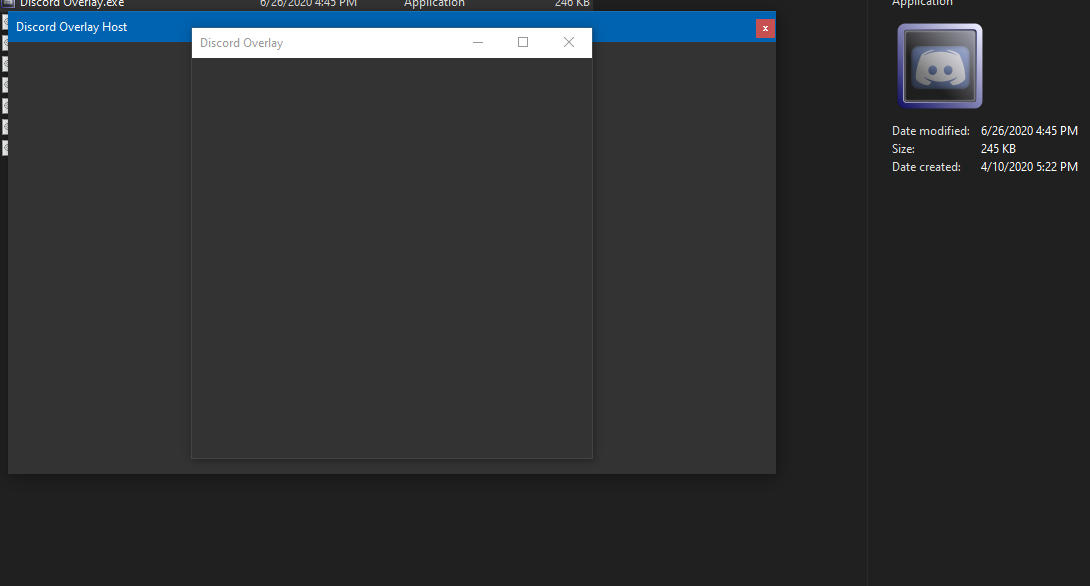 Discord Overlay.exe 6/26/2020 4:45 PM Application 246 KB
Application
Discord Overlay Host x
Discord Overlay
Date modified: 6/26/2020 4:45 PM
Size: 245 KB
Date created: 4/10/2020 5:22 PM